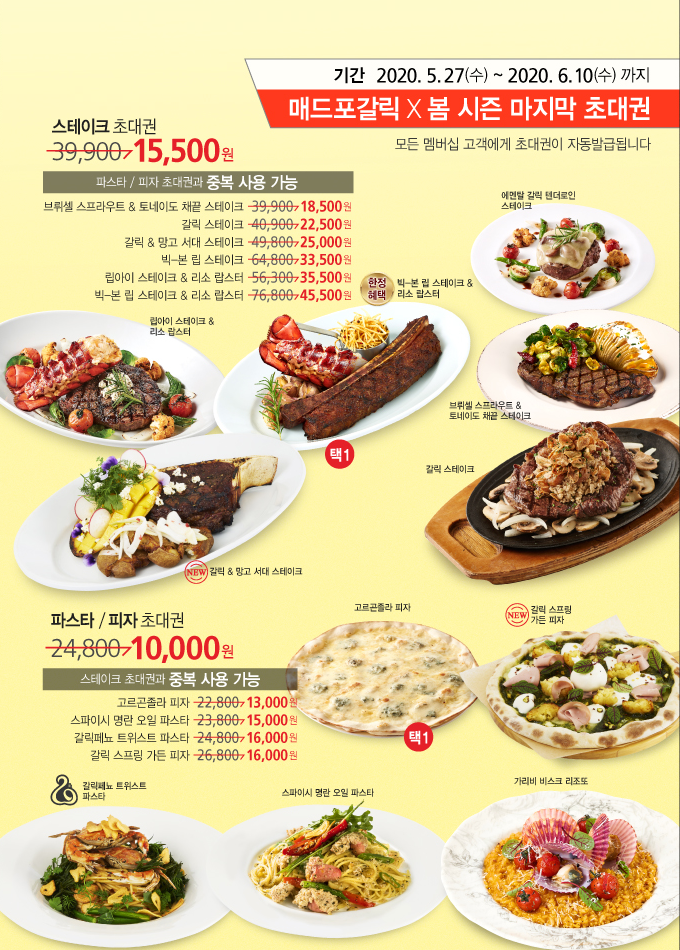 기간 2020. 5. 27(수) ~ 2020. 6. 10(수) 까지
매드포갈릭 X 봄 시즌 마지막 초대권
모든 멤버십 고객에게 초대권이 자동발급됩니다
스테이크 초대권
39,900 15,500원
파스타 / 피자 초대권과 중복 사용 가능
브뤼셀 스프라우트 & 토네이도 채끝 스테이크 39,900 18,500원
갈릭 스테이크 40,900 22,500원
갈릭 & 망고 서대 스테이크 49,800 25,000원
빅-본 립 스테이크 64,800 33,500원
립아이 스테이크 & 리소 랍스터 56,300 35,500원
빅-본 립 스테이크 & 리소 랍스터 76,800 45,500원
에멘탈 갈릭 텐더로인
스테이크
한정
혜택
빅-본 립 스테이크 &
리소 랍스터
립아이 스테이크 &
리소 랍스터
브뤼셀 스프라우트 &
토네이도 채끝 스테이크
택1
갈릭 스테이크
NEW 갈릭 & 망고 서대 스테이크
파스타 / 피자 초대권
24,800 10,000원
스테이크 초대권과 중복 사용 가능
고르곤졸라 피자 22,800 13,000원
스파이시 명란 오일 파스타 23,800 15,000원
갈릭페뇨 트위스트 파스타 24,800 16,000원
갈릭 스프링 가든 피자 26,800 16,000원
고르곤졸라 피자
NEW 갈릭 스프링
가든 피자
택1
갈릭페뇨 트위스트
파스타
스파이시 명란 오일 파스타
가리비 비스크 리조또